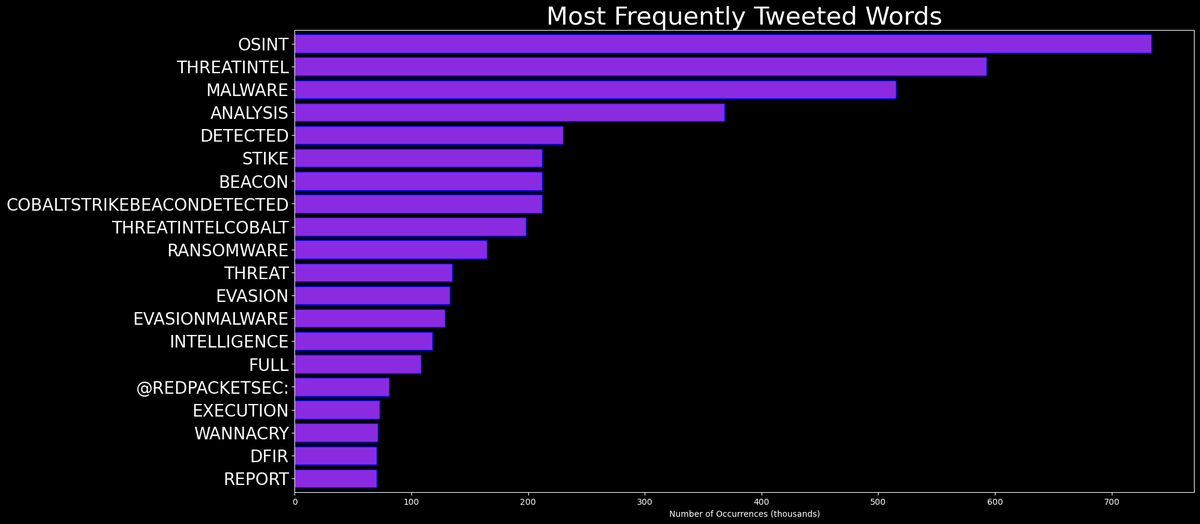 Most Frequently Tweeted Words
OSINT
THREATINTEL
MALWARE
ANALYSIS
DETECTED
STIKE
BEACON
COBALTSTRIKEBEACONDETECTED
THREATINTELCOBALT
RANSOMWARE
THREAT
EVASION
EVASIONMALWARE
INTELLIGENCE
FULL
@REDPACKETSEC:
EXECUTION
WANNACRY
DFIR
REPORT
0 100 200 300 400 500 600 700
Number of Occurrences (thousands)